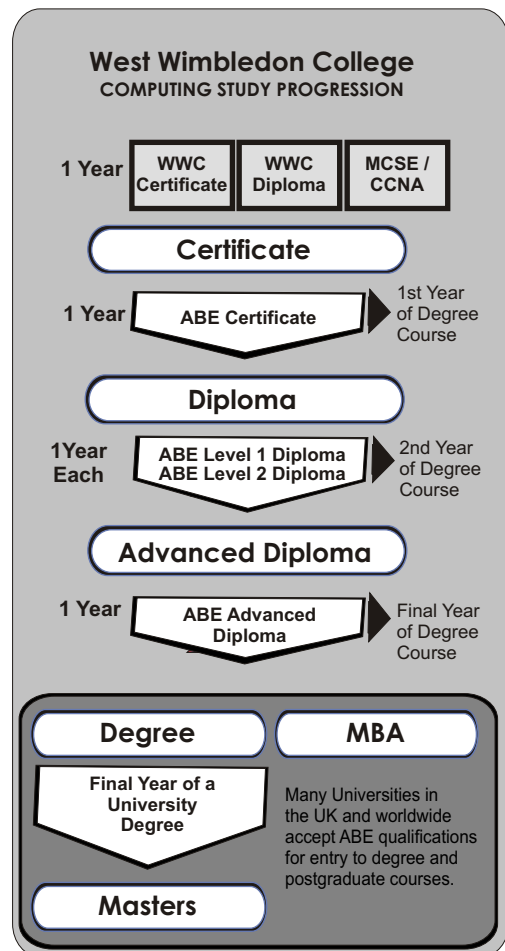 West Wimbledon College
COMPUTING STUDY PROGRESSION
1 Year
WWC
Certificate
WWC
Diploma
MCSE /
CCNA
Certificate
1 Year
ABE Certificate
1st Year
of Degree
Course
Diploma
1Year
Each
ABE Level 1 Diploma
ABE Level 2 Diploma
2nd Year
of Degree
Course
Advanced Diploma
1 Year
ABE Advanced
Diploma
Final Year
of Degree
Course
Degree
MBA
Final Year of a
University
Degree
Many Universities in
the UK and worldwide
accept ABE qualifications
for entry to degree and
postgraduate courses.
Masters